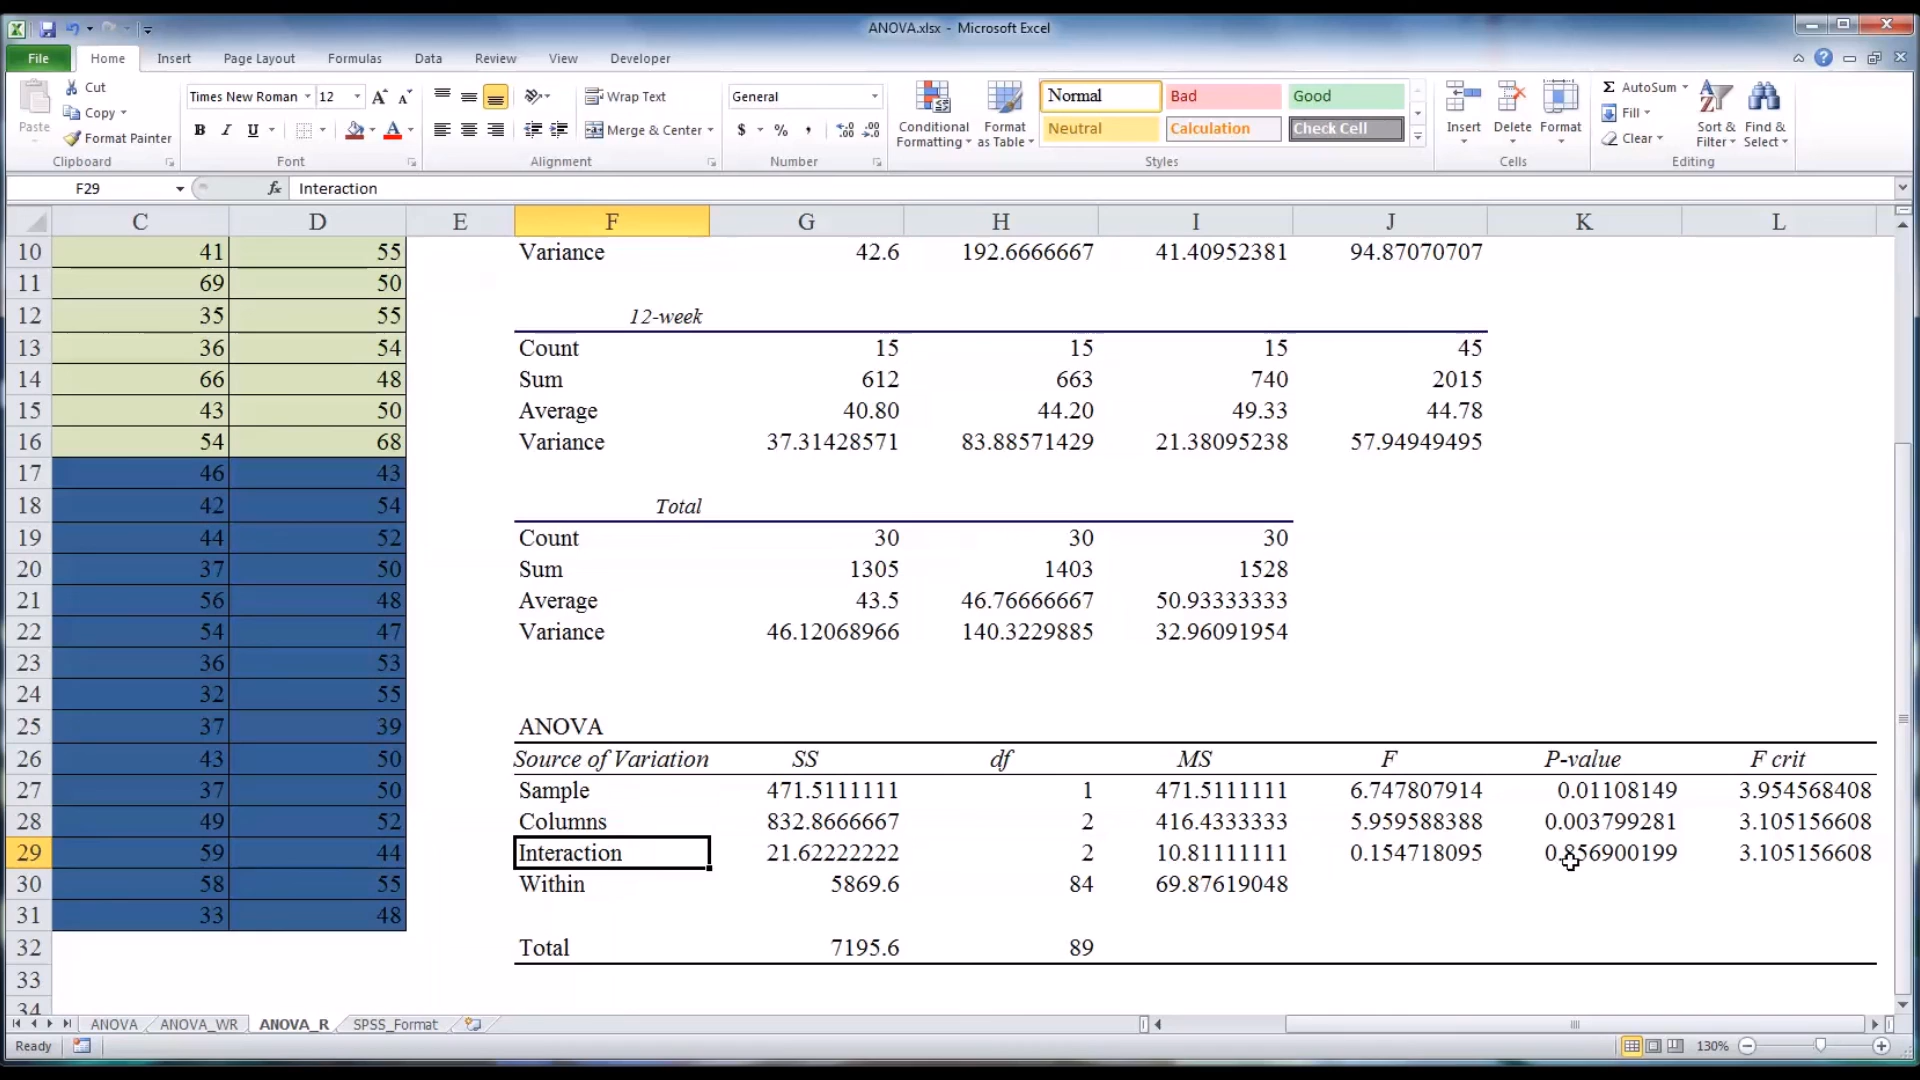 ANOVA.xlsx - Microsoft Excel
File Home Insert Page Layout Formulas Data Review View Developer
Paste
Cut
Copy
Format Painter
Clipboard
Times New Roman 12
B I U
Font
Wrap Text
Merge & Center
Alignment
General
$ % ,
Number
Conditional Formatting
Format as Table
Normal Bad Good
Neutral Calculation Check Cell
Styles
Insert Delete Format
Cells
Σ AutoSum
Fill
Clear
Sort & Filter
Find & Select
Editing
F29 fx Interaction
C D E F G H I J K L
10 41 55 Variance 42.6 192.6666667 41.40952381 94.87070707
11 69 50
12 35 55 12-week
13 36 54 Count 15 15 15 45
14 66 48 Sum 612 663 740 2015
15 43 50 Average 40.80 44.20 49.33 44.78
16 54 68 Variance 37.31428571 83.88571429 21.38095238 57.94949495
17 46 43
18 42 54 Total
19 44 52 Count 30 30 30
20 37 50 Sum 1305 1403 1528
21 56 48 Average 43.5 46.76666667 50.93333333
22 54 47 Variance 46.12068966 140.3229885 32.96091954
23 36 53
24 32 55
25 37 39 ANOVA
26 43 50 Source of Variation SS df MS F P-value F crit
27 37 50 Sample 471.5111111 1 471.5111111 6.747807914 0.01108149 3.954568408
28 49 52 Columns 832.8666667 2 416.4333333 5.959588388 0.003799281 3.105156608
29 59 44 Interaction 21.62222222 2 10.81111111 0.154718095 0.856900199 3.105156608
30 58 55 Within 5869.6 84 69.87619048
31 33 48
32 Total 7195.6 89
33
34
ANOVA ANOVA_WR ANOVA_R SPSS_Format
Ready 130%